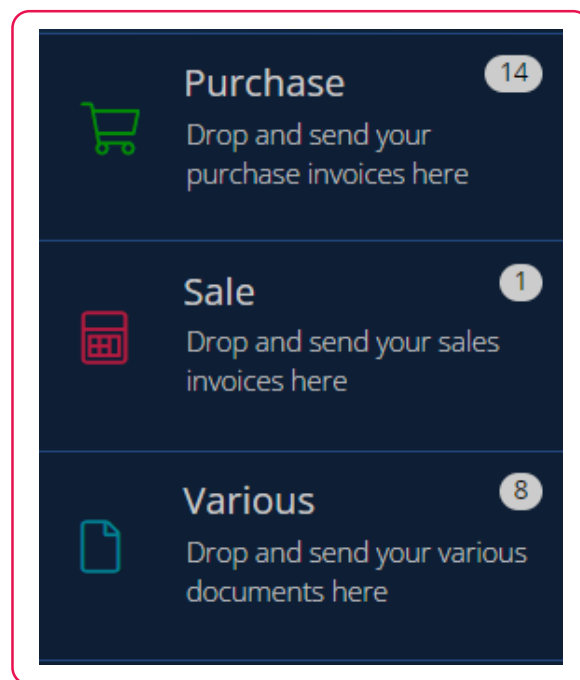 Purchase
14
Drop and send your
purchase invoices here
Sale
1
Drop and send your sales
invoices here
Various
8
Drop and send your various
documents here